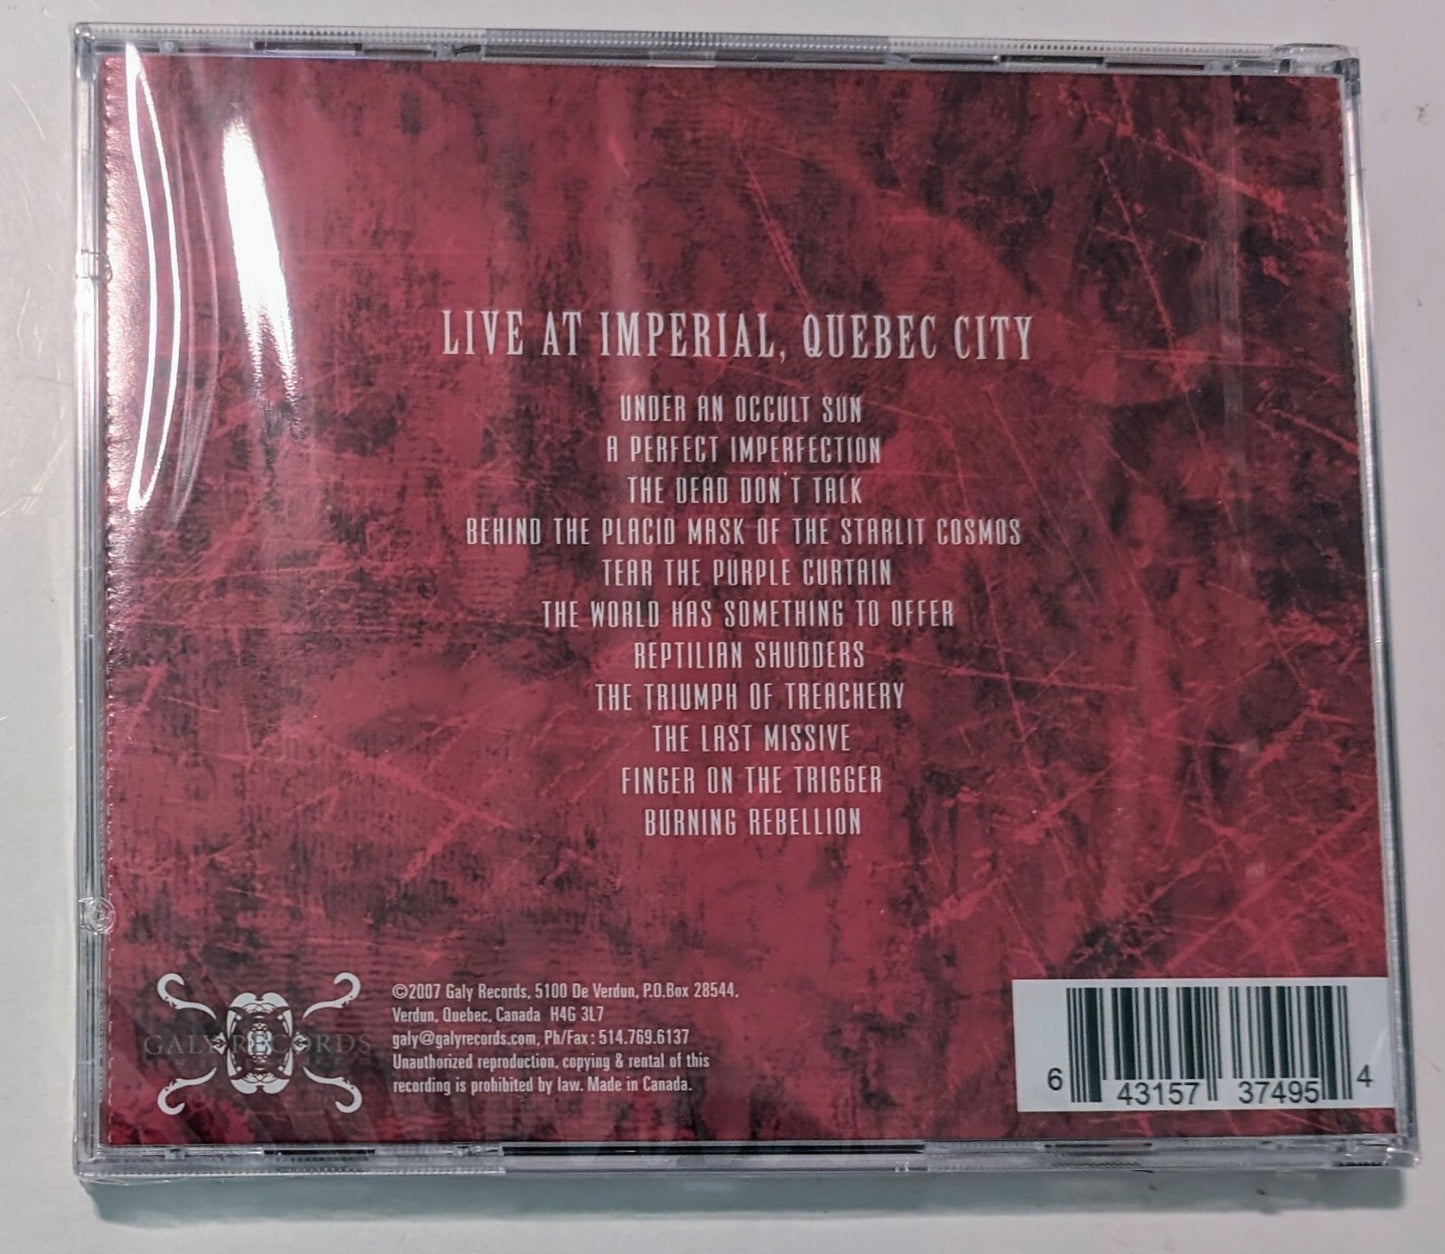 LIVE AT IMPERIAL, QUEBEC CITY
UNDER AN OCCULT SUN
A PERFECT IMPERFECTION
THE DEAD DON'T TALK
BEHIND THE PLACID MASK OF THE STARLIT COSMOS
TEAR THE PURPLE CURTAIN
THE WORLD HAS SOMETHING TO OFFER
REPTILIAN SHUDDERS
THE TRIUMPH OF TREACHERY
THE LAST MISSIVE
FINGER ON THE TRIGGER
BURNING REBELLION
GALY RECORDS
©2007 Galy Records, 5100 De Verdun, P.O.Box 28544,
Verdun, Quebec, Canada H4G 3L7
galy@galyrecords.com, Ph/Fax : 514.769.6137
Unauthorized reproduction, copying & rental of this
recording is prohibited by law. Made in Canada.
6 43157 37495 4